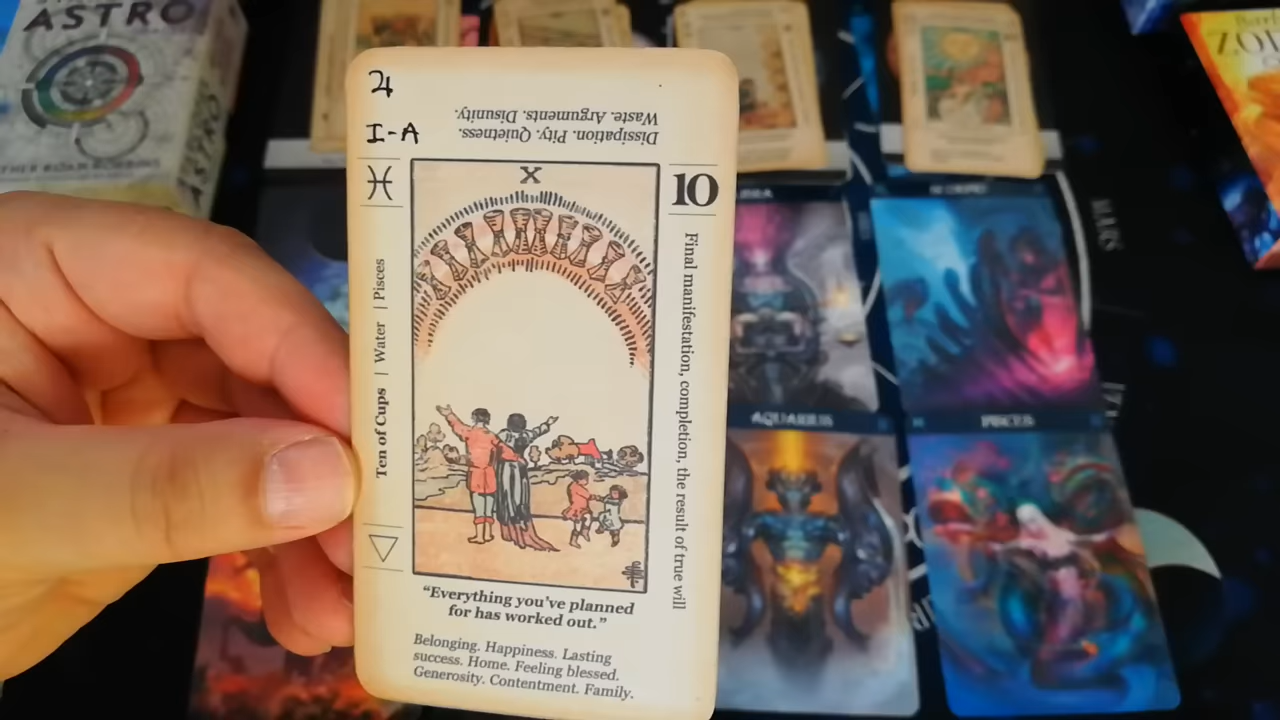 ASTRO
ASTRO
♃
I-A
Dissipation. Pity. Quietness.
Waste. Arguments. Disunity.
♓
X
10
Ten of Cups | Water | Pisces
Final manifestation, completion, the result of true will
“Everything you’ve planned
for has worked out.”
Belonging. Happiness. Lasting
success. Home. Feeling blessed.
Generosity. Contentment. Family.
SCORPIO
AQUARIUS
PISCES
MARS